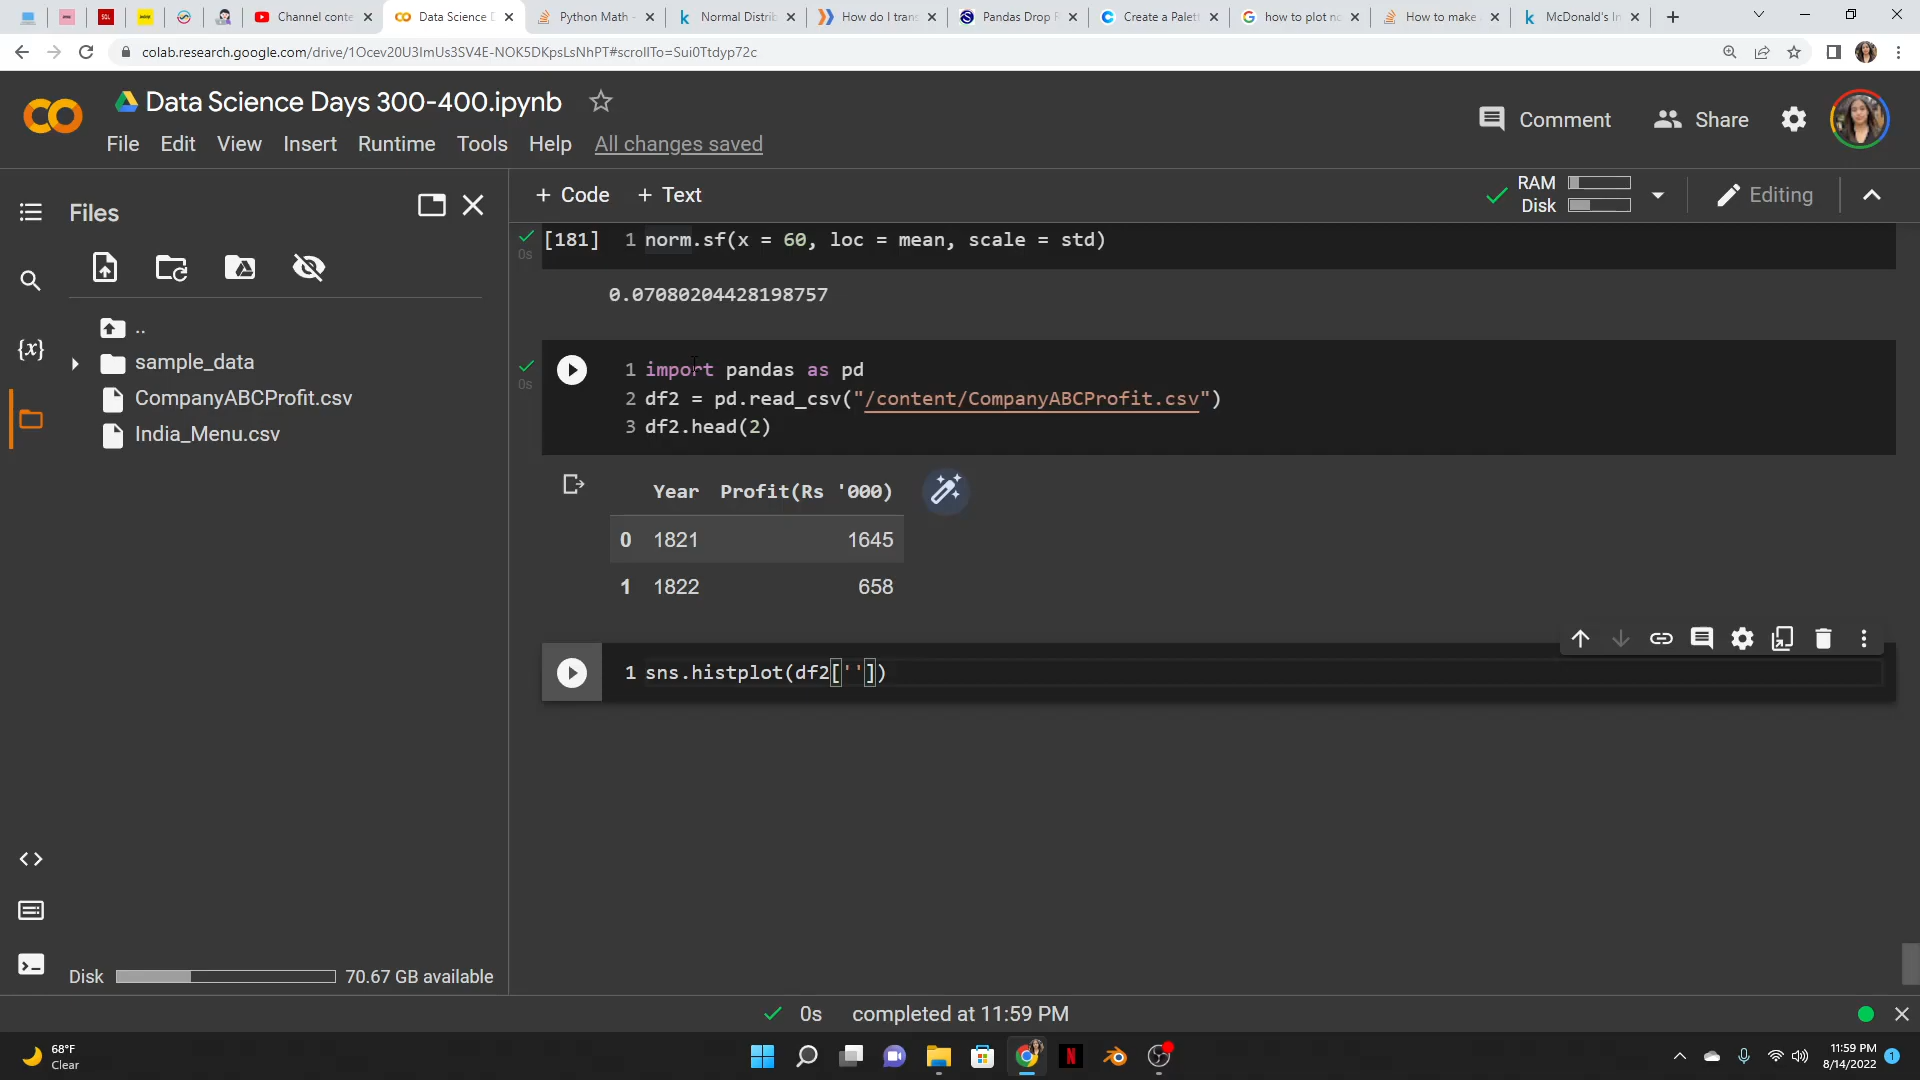 Channel conte
Data Science D
Python Math -
Normal Distrib
How do I trans
Pandas Drop R
Create a Palett
how to plot no
How to make a
McDonald's In
colab.research.google.com/drive/1Ocev20U3ImUs3SV4E-NOK5DKpsLsNhPT#scrollTo=Sui0Ttdyp72c
Data Science Days 300-400.ipynb
Comment
Share
File Edit View Insert Runtime Tools Help All changes saved
Files
+ Code + Text
RAM
Disk
Editing
[181] 1 norm.sf(x = 60, loc = mean, scale = std)
0s
0.07080204428198757
{x}
..
sample_data
CompanyABCProfit.csv
India_Menu.csv
0s
1 import pandas as pd
2 df2 = pd.read_csv("/content/CompanyABCProfit.csv")
3 df2.head(2)
Year Profit(Rs '000)
0 1821 1645
1 1822 658
1 sns.histplot(df2[''])
Disk 70.67 GB available
0s completed at 11:59 PM
68°F
Clear
11:59 PM
8/14/2022
1